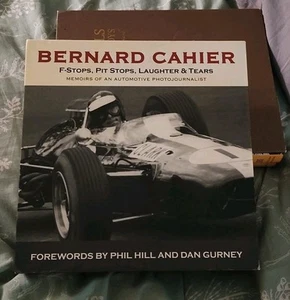 BERNARD CAHIER
F-STOPS, PIT STOPS, LAUGHTER & TEARS
MEMOIRS OF AN AUTOMOTIVE PHOTOJOURNALIST
FOREWORDS BY PHIL HILL AND DAN GURNEY